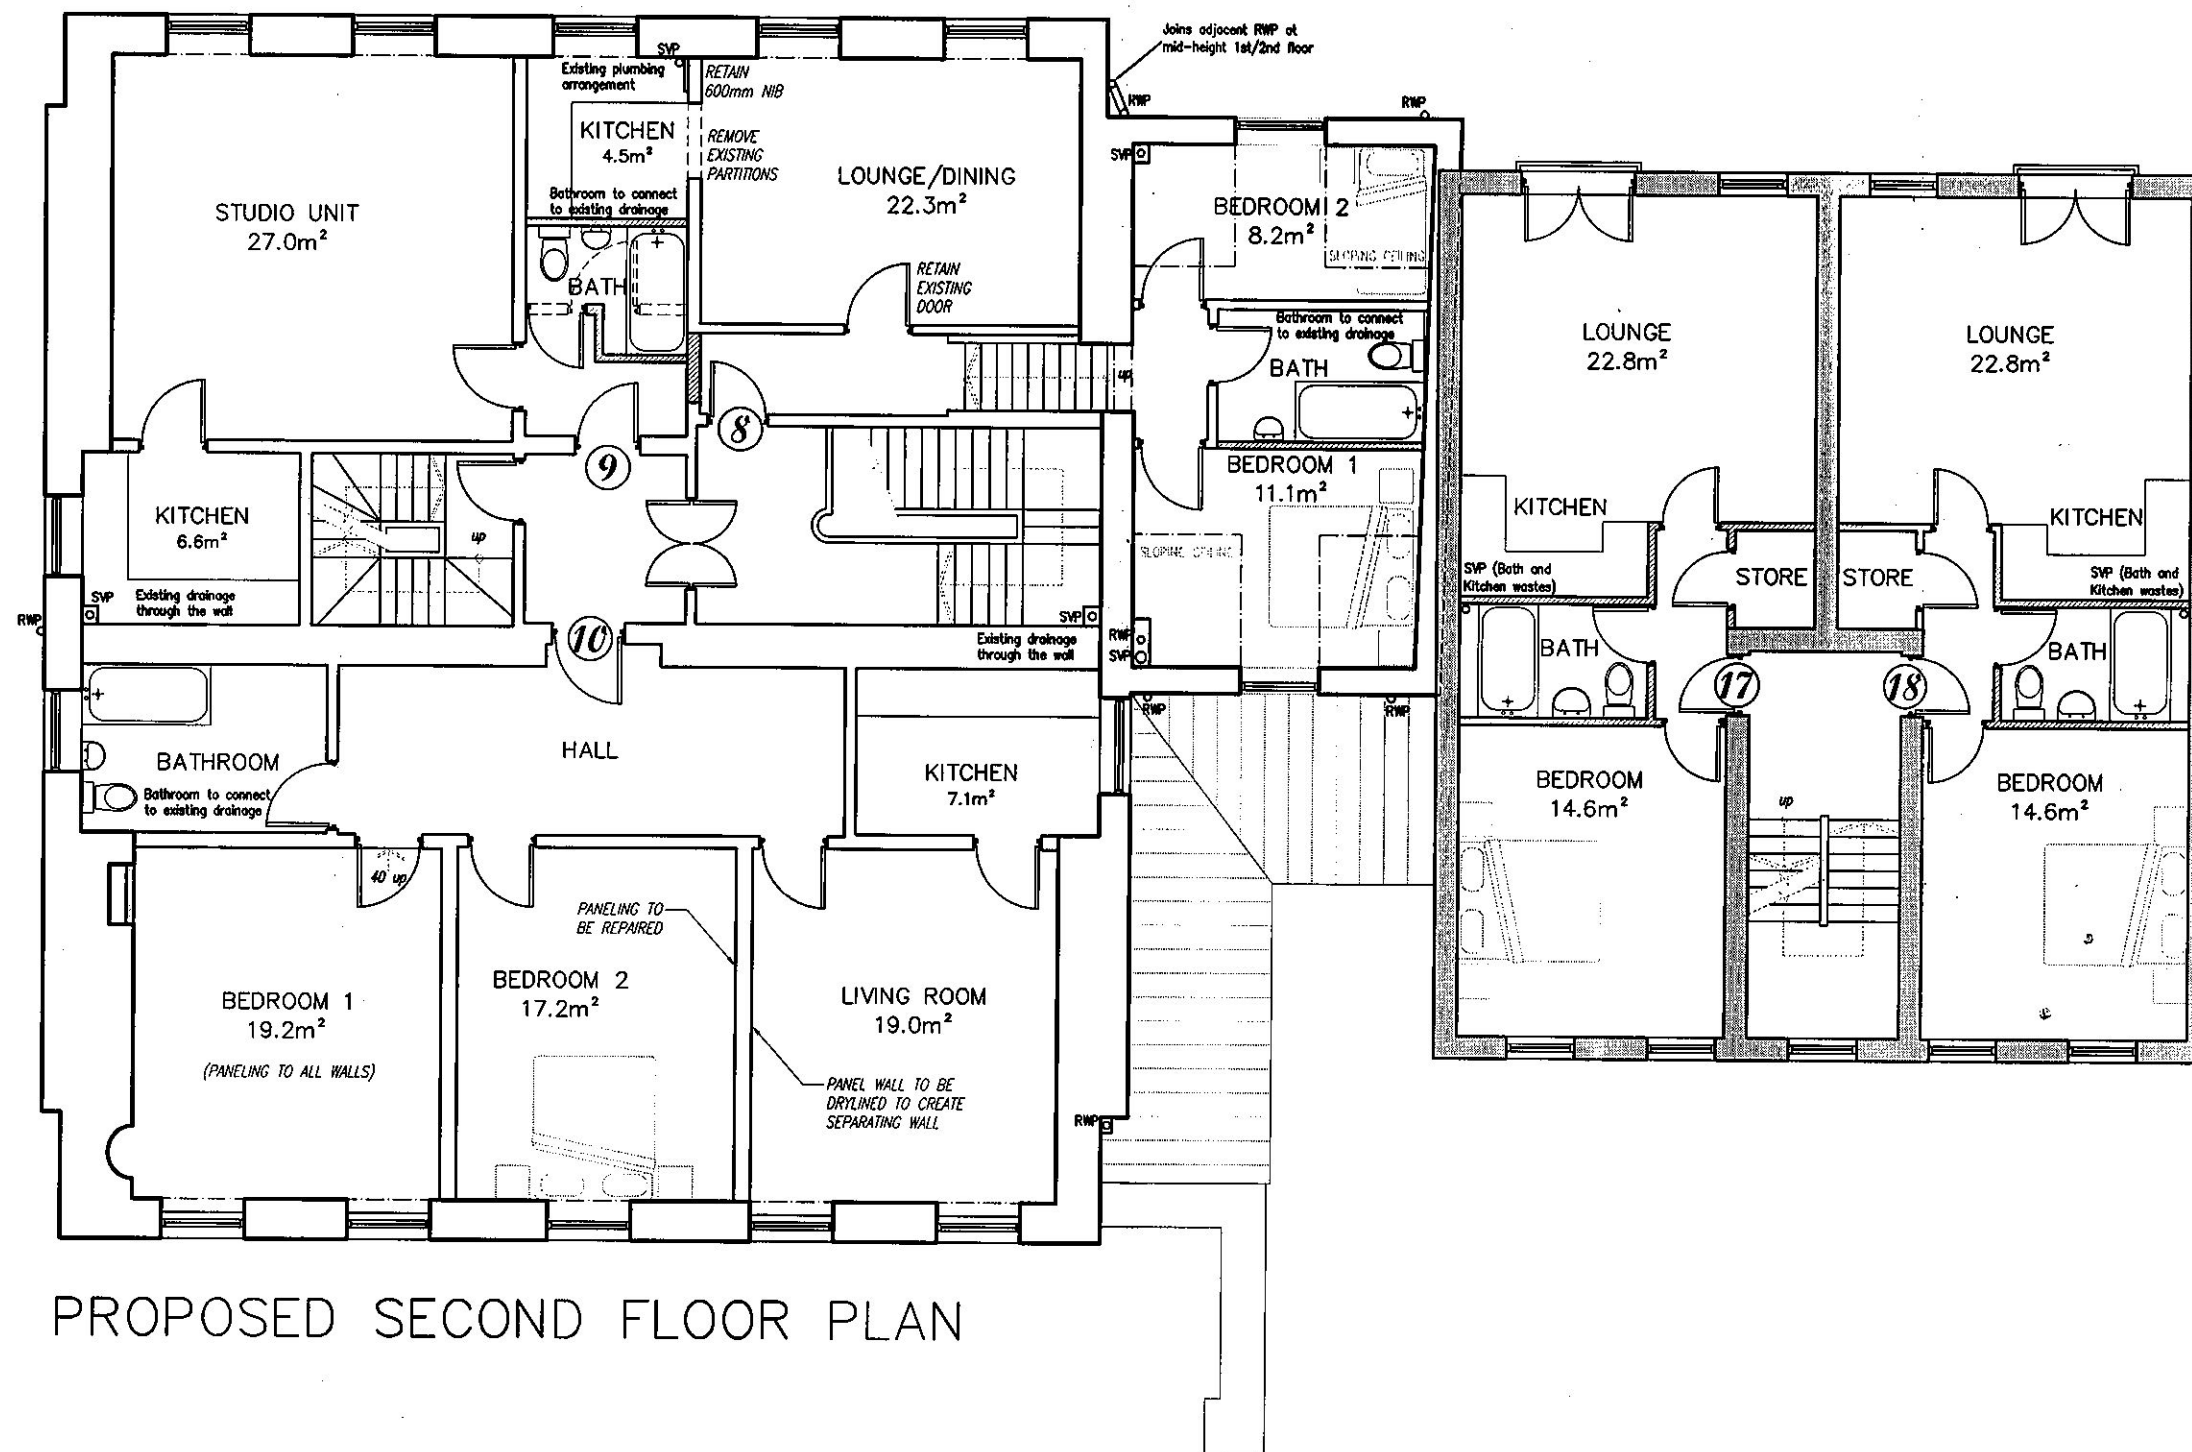 Joins adjacent RWP at
mid-height 1st/2nd floor
SVP
Existing plumbing
arrangement
RETAIN
600mm NIB
RWP
RWP
KITCHEN
4.5m²
REMOVE
EXISTING
PARTITIONS
SVP
LOUNGE/DINING
22.3m²
Bathroom to connect
to existing drainage
STUDIO UNIT
27.0m²
BEDROOM 2
8.2m²
SLOPING CEILING
BATH
RETAIN
EXISTING
DOOR
Bathroom to connect
to existing drainage
BATH
up
LOUNGE
22.8m²
LOUNGE
22.8m²
8
9
BEDROOM 1
11.1m²
KITCHEN
6.6m²
up
SLOPING CEILING
KITCHEN
KITCHEN
SVP
Existing drainage
through the wall
RWP
SVP (Bath and
Kitchen wastes)
STORE
STORE
SVP (Bath and
Kitchen wastes)
10
SVP
Existing drainage
through the wall
RWP
SVP
BATH
BATH
17
18
RWP
RWP
BATHROOM
Bathroom to connect
to existing drainage
HALL
KITCHEN
7.1m²
BEDROOM
14.6m²
up
BEDROOM
14.6m²
40 up
PANELING TO
BE REPAIRED
BEDROOM 1
19.2m²
(PANELING TO ALL WALLS)
BEDROOM 2
17.2m²
LIVING ROOM
19.0m²
PANEL WALL TO BE
DRYLINED TO CREATE
SEPARATING WALL
RWP
PROPOSED SECOND FLOOR PLAN